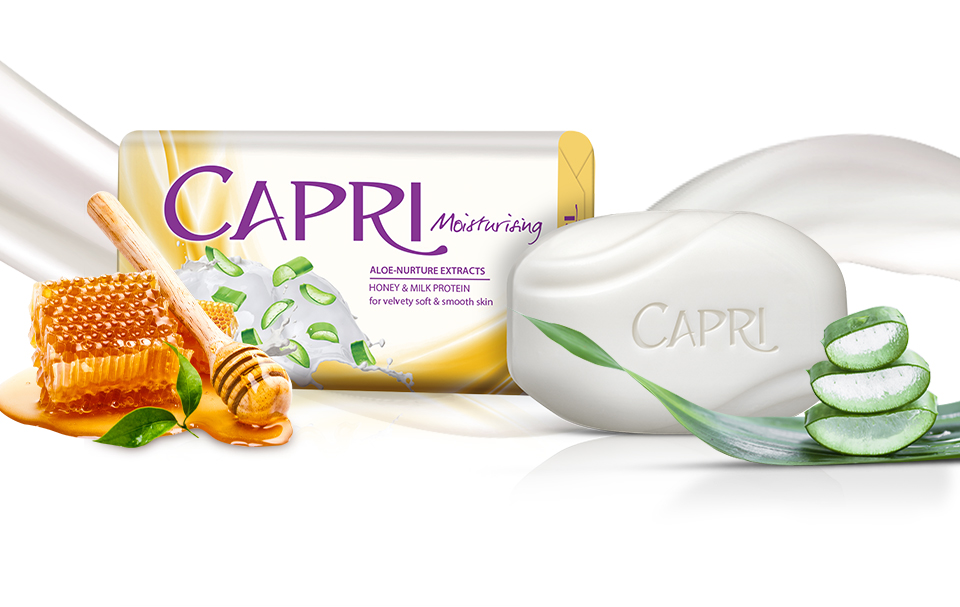 CAPRI Moisturising
ALOE-NURTURE EXTRACTS
HONEY & MILK PROTEIN
for velvety soft & smooth skin
CAPRI